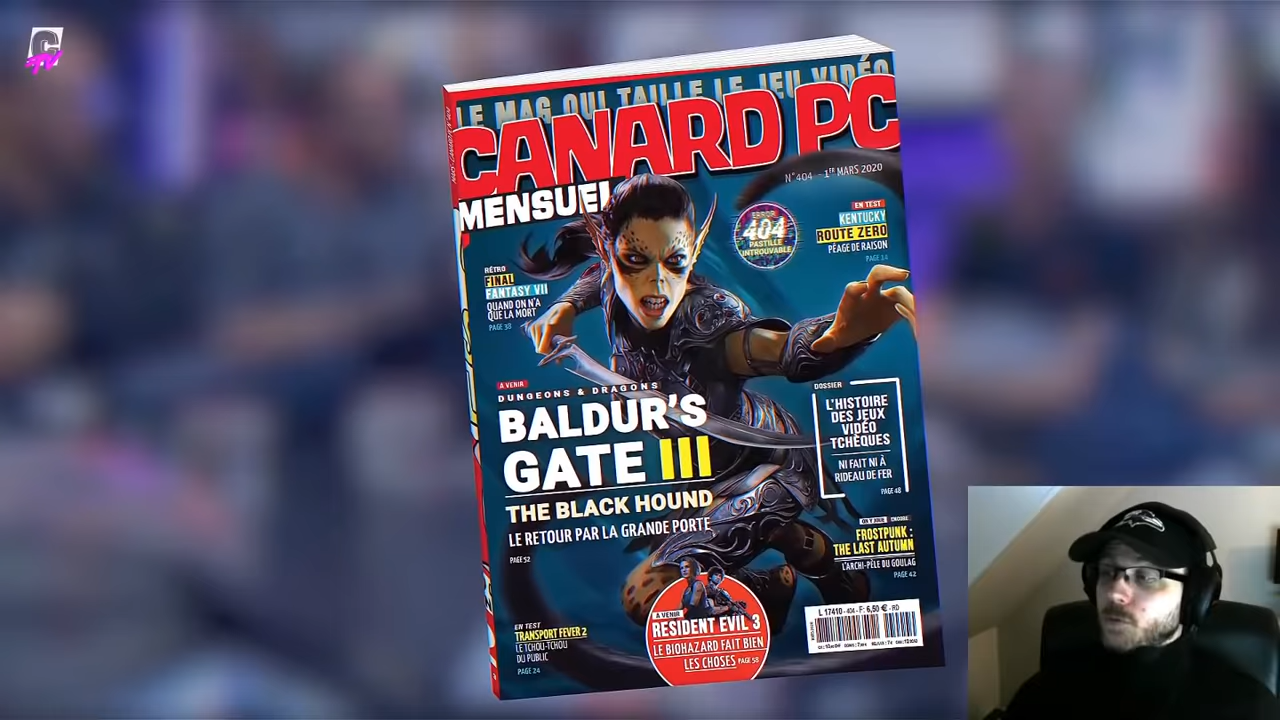 C
TV
LE MAG QUI TAILLE LE JEU VIDÉO
CANARD PC
MENSUEL
N°404 - 1ER MARS 2020
ERROR
404
PASTILLE
INTROUVABLE
EN TEST
KENTUCKY
ROUTE ZERO
PÉAGE DE RAISON
RÉTRO
FINAL
FANTASY VII
QUAND ON N'A
QUE LA MORT
PAGE 38
À VENIR
DUNGEONS & DRAGONS
BALDUR'S
GATE III
THE BLACK HOUND
LE RETOUR PAR LA GRANDE PORTE
PAGE 52
DOSSIER
L'HISTOIRE
DES JEUX
VIDÉO
TCHÈQUES
NI FAIT NI À
RIDEAU DE FER
PAGE 48
ON Y JOUE ENCORE
FROSTPUNK :
THE LAST AUTUMN
L'ARCHI-PÈLE DU GOULAG
PAGE 42
EN TEST
TRANSPORT FEVER 2
LE TCHOU-TCHOU
DU PUBLIC
PAGE 24
À VENIR
RESIDENT EVIL 3
LE BIOHAZARD FAIT BIEN
LES CHOSES PAGE 58
L 17410 - 404 - F: 6,50 € - RD